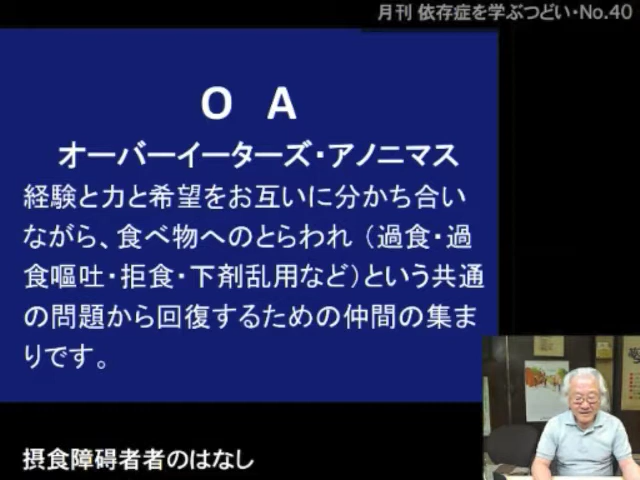 月刊 依存症を学ぶつどい・No.40
O A
オーバーイーターズ・アノニマス
経験と力と希望をお互いに分かち合い
ながら、食べ物へのとらわれ（過食・過
食嘔吐・拒食・下剤乱用など）という共通
の問題から回復するための仲間の集ま
りです。
摂食障碍者者のはなし